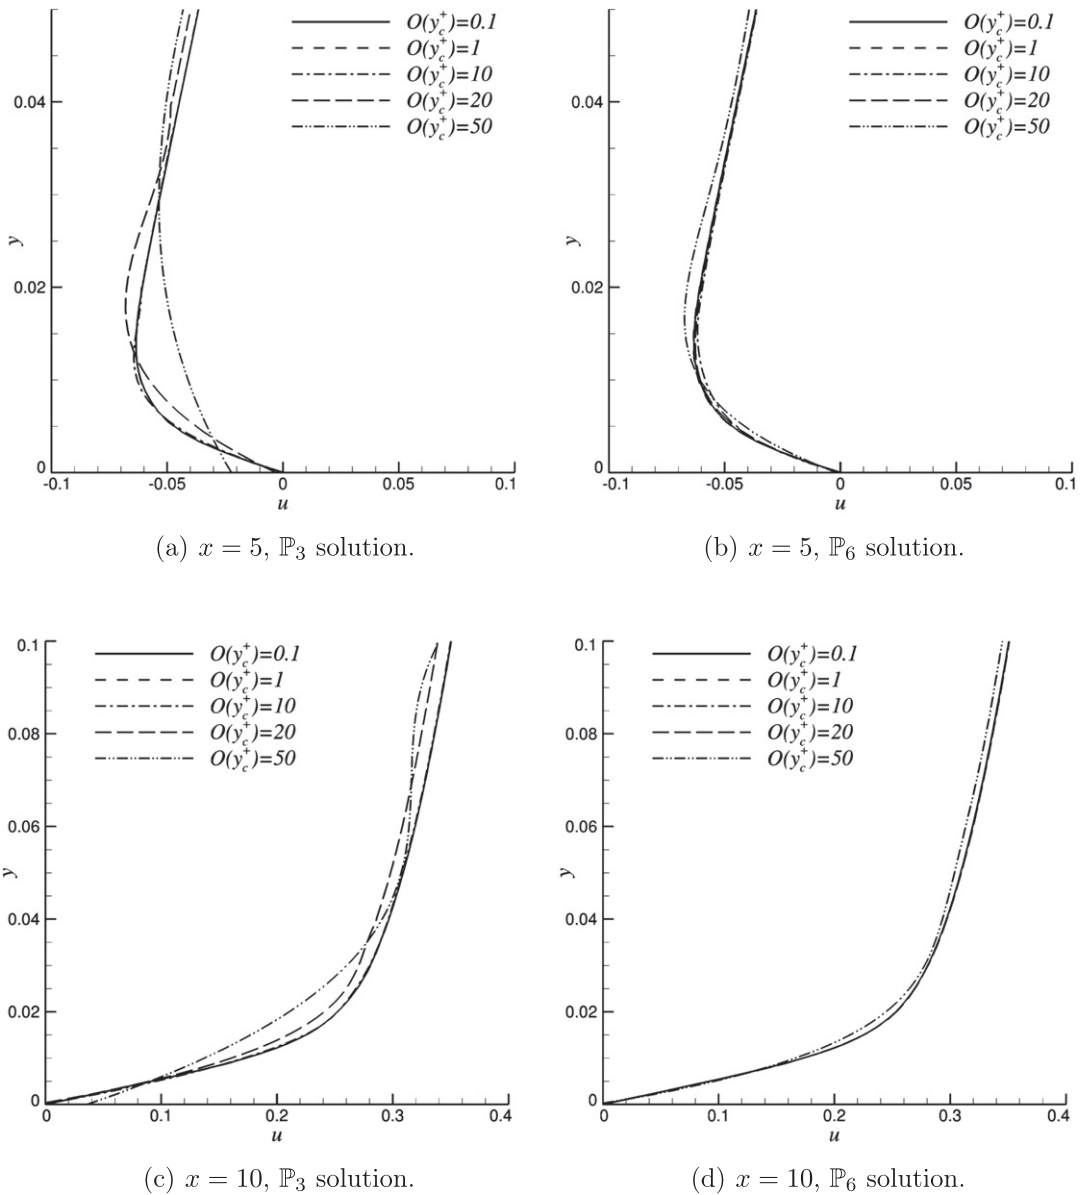 O(y_c^+)=0.1
O(y_c^+)=1
O(y_c^+)=10
O(y_c^+)=20
O(y_c^+)=50
0.04
0.02
0
y
-0.1 -0.05 0 0.05 0.1
u
(a) x = 5, ℙ₃ solution.
O(y_c^+)=0.1
O(y_c^+)=1
O(y_c^+)=10
O(y_c^+)=20
O(y_c^+)=50
0.04
0.02
0
y
-0.1 -0.05 0 0.05 0.1
u
(b) x = 5, ℙ₆ solution.
O(y_c^+)=0.1
O(y_c^+)=1
O(y_c^+)=10
O(y_c^+)=20
O(y_c^+)=50
0.1
0.08
0.06
0.04
0.02
0
y
0 0.1 0.2 0.3 0.4
u
(c) x = 10, ℙ₃ solution.
O(y_c^+)=0.1
O(y_c^+)=1
O(y_c^+)=10
O(y_c^+)=20
O(y_c^+)=50
0.1
0.08
0.06
0.04
0.02
0
y
0 0.1 0.2 0.3 0.4
u
(d) x = 10, ℙ₆ solution.